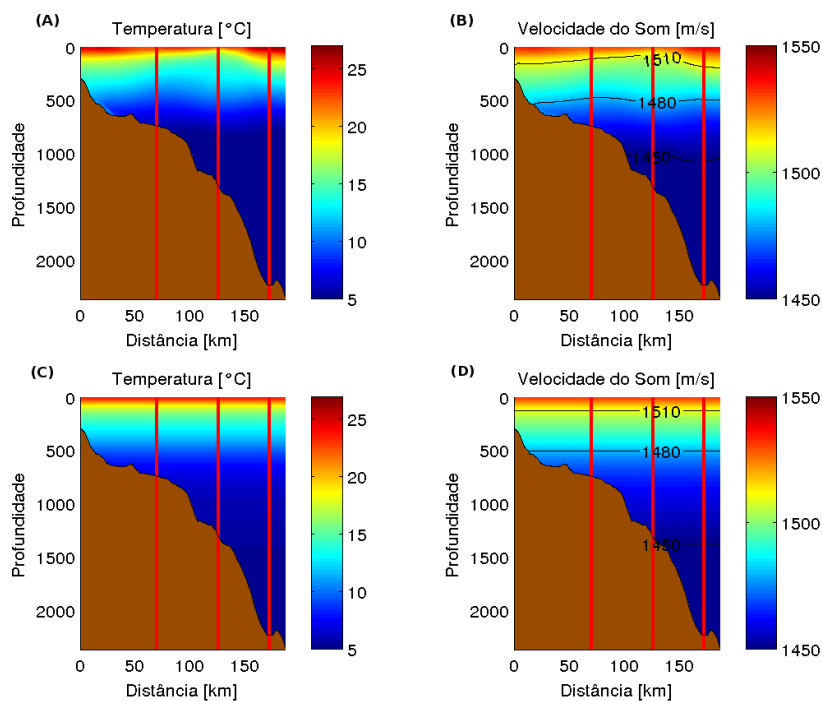 (A)
Temperatura [°C]
0
500
1000
1500
2000
Profundidade
0 50 100 150
Distância [km]
25
20
15
10
5
(B)
Velocidade do Som [m/s]
0
500
1000
1500
2000
Profundidade
1510
1480
1450
0 50 100 150
Distância [km]
1550
1500
1450
(C)
Temperatura [°C]
0
500
1000
1500
2000
Profundidade
0 50 100 150
Distância [km]
25
20
15
10
5
(D)
Velocidade do Som [m/s]
0
500
1000
1500
2000
Profundidade
1510
1480
1450
0 50 100 150
Distância [km]
1550
1500
1450